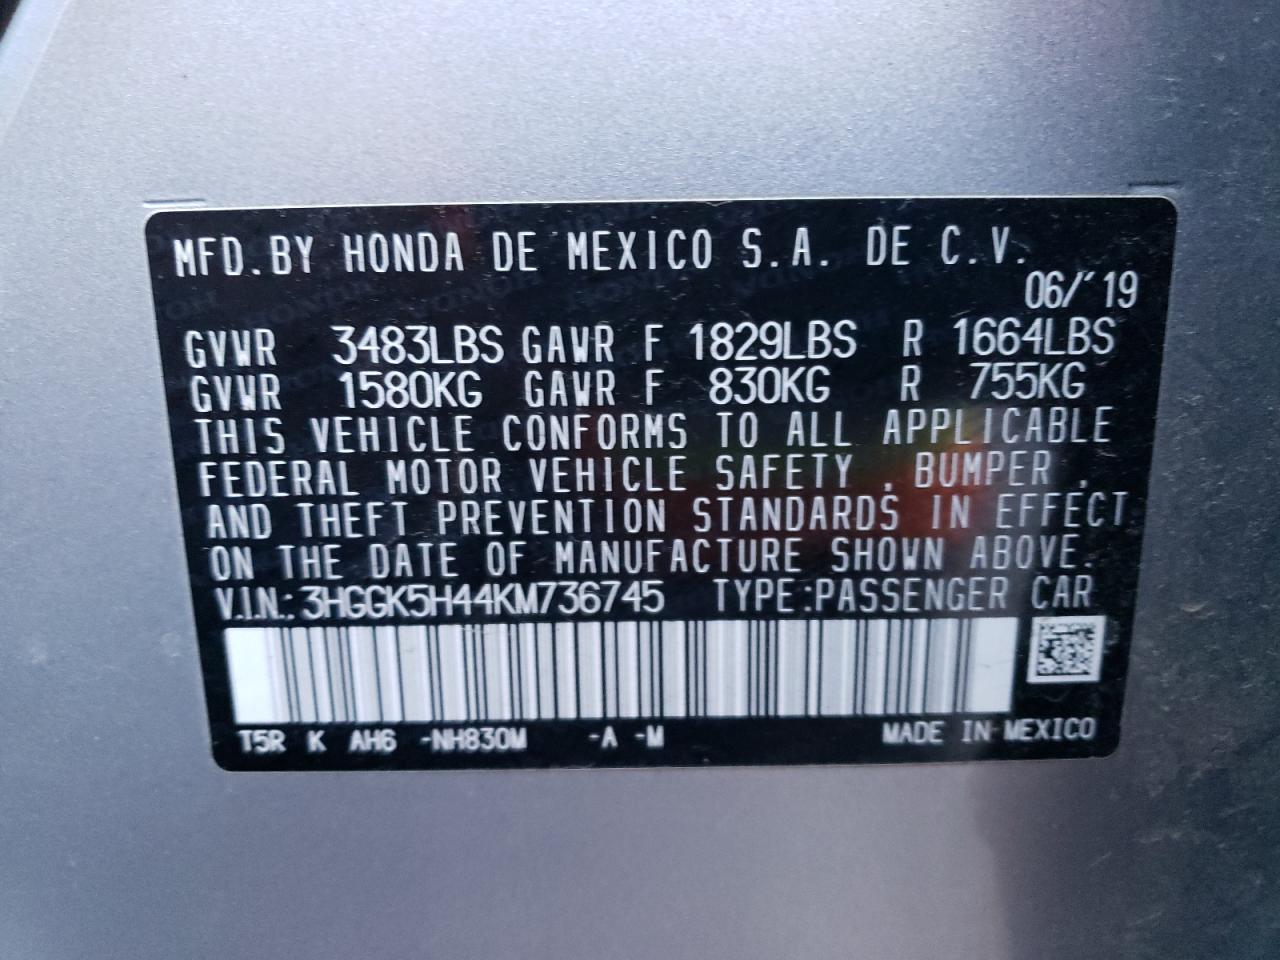 MFD.BY HONDA DE MEXICO S.A. DE C.V.
06/'19
GVWR 3483LBS GAWR F 1829LBS R 1664LBS
GVWR 1580KG GAWR F 830KG R 755KG
THIS VEHICLE CONFORMS TO ALL APPLICABLE
FEDERAL MOTOR VEHICLE SAFETY , BUMPER ,
AND THEFT PREVENTION STANDARDS IN EFFECT
ON THE DATE OF MANUFACTURE SHOWN ABOVE.
V.I.N.: 3HGGK5H44KM736745 TYPE:PASSENGER CAR
T5R K AH6 -NH830M -A -M MADE IN MEXICO